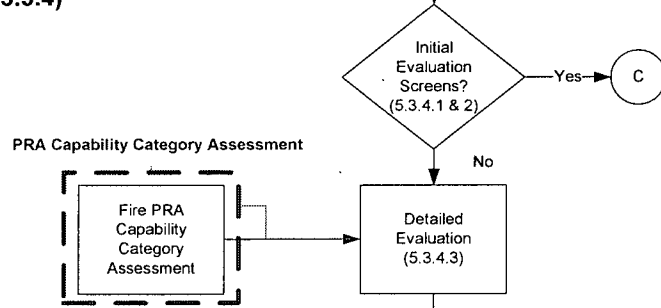 5.3.4)
Initial
Evaluation
Screens?
(5.3.4.1 & 2)
Yes
C
PRA Capability Category Assessment
No
Fire PRA
Capability
Category
Assessment
Detailed
Evaluation
(5.3.4.3)